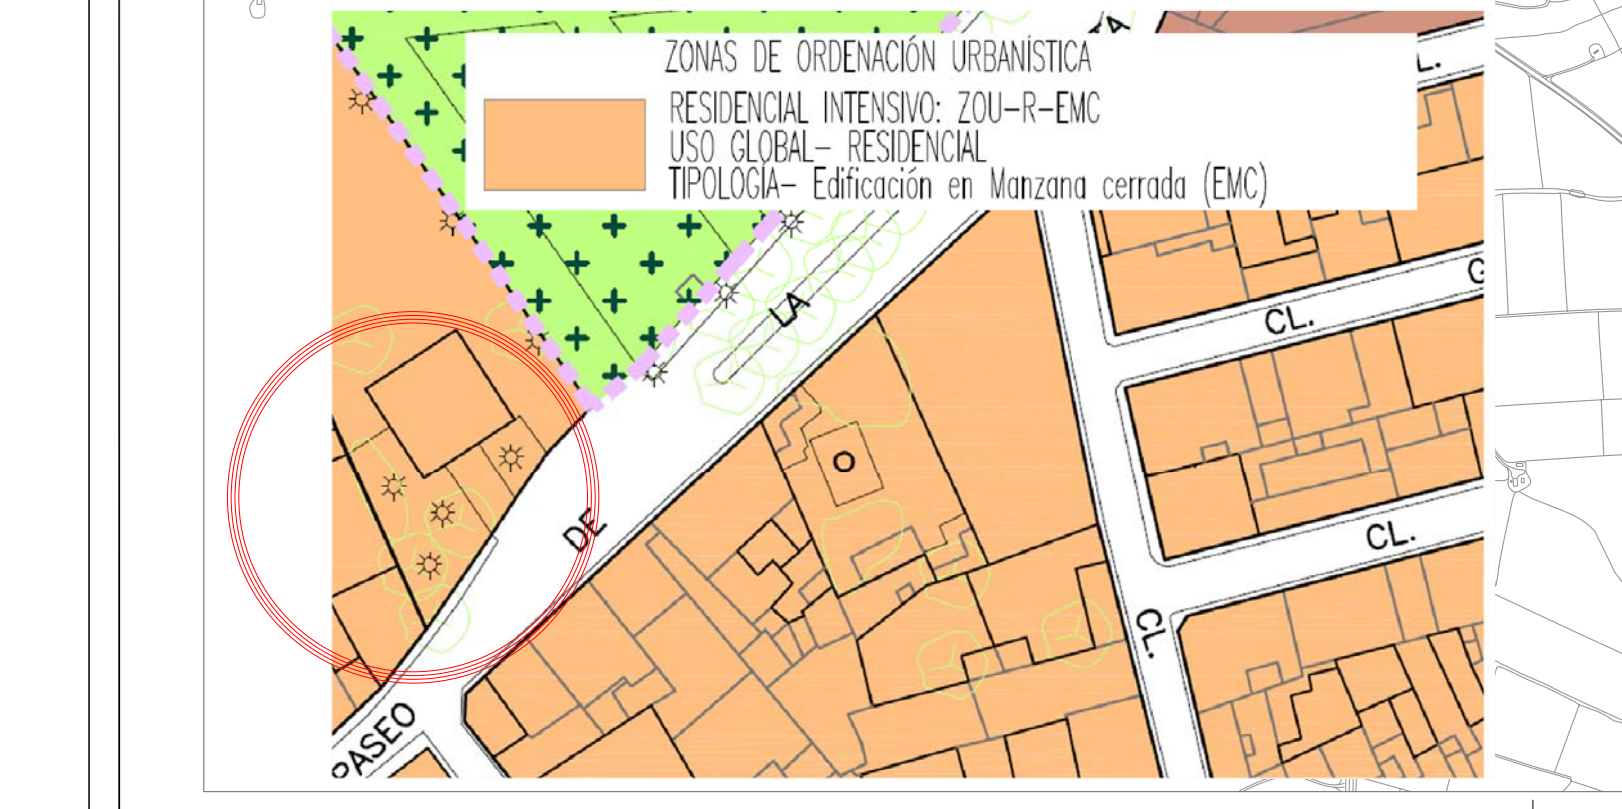 TA
ZONAS DE ORDENACIÓN URBANÍSTICA
L.
RESIDENCIAL INTENSIVO: ZOU-R-EMC
USO GLOBAL- RESIDENCIAL
TIPOLOGÍA- Edificación en Manzana cerrada (EMC)
LA
CL.
DE
CL.
CL.
PASEO